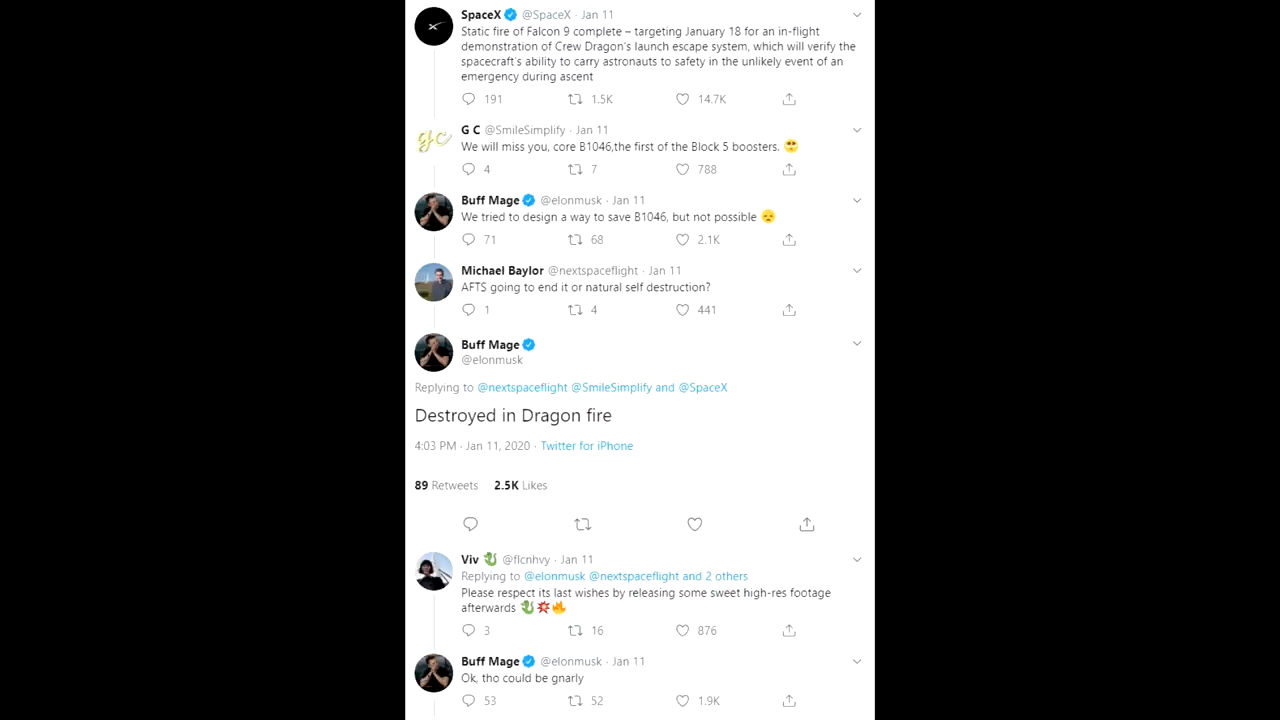 SpaceX @SpaceX · Jan 11
Static fire of Falcon 9 complete – targeting January 18 for an in-flight
demonstration of Crew Dragon's launch escape system, which will verify the
spacecraft's ability to carry astronauts to safety in the unlikely event of an
emergency during ascent
191 1.5K 14.7K
G C @SmileSimplify · Jan 11
We will miss you, core B1046,the first of the Block 5 boosters. 🥺
4 7 788
Buff Mage @elonmusk · Jan 11
We tried to design a way to save B1046, but not possible 😞
71 68 2.1K
Michael Baylor @nextspaceflight · Jan 11
AFTS going to end it or natural self destruction?
1 4 441
Buff Mage
@elonmusk
Replying to @nextspaceflight @SmileSimplify and @SpaceX
Destroyed in Dragon fire
4:03 PM · Jan 11, 2020 · Twitter for iPhone
89 Retweets 2.5K Likes
Viv 🐉 @flcnhvy · Jan 11
Replying to @elonmusk @nextspaceflight and 2 others
Please respect its last wishes by releasing some sweet high-res footage
afterwards 🐉💥🔥
3 16 876
Buff Mage @elonmusk · Jan 11
Ok, tho could be gnarly
53 52 1.9K